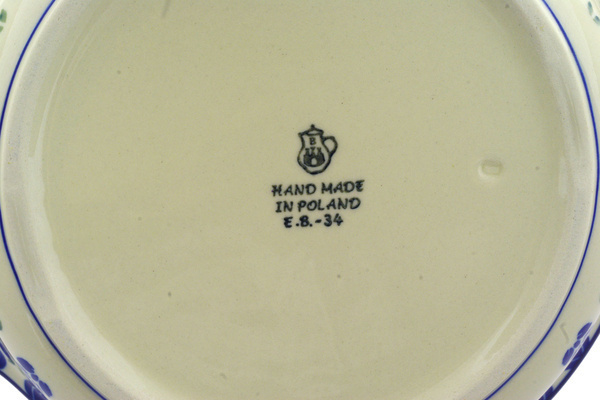 B
HAND MADE
IN POLAND
E.B.-34